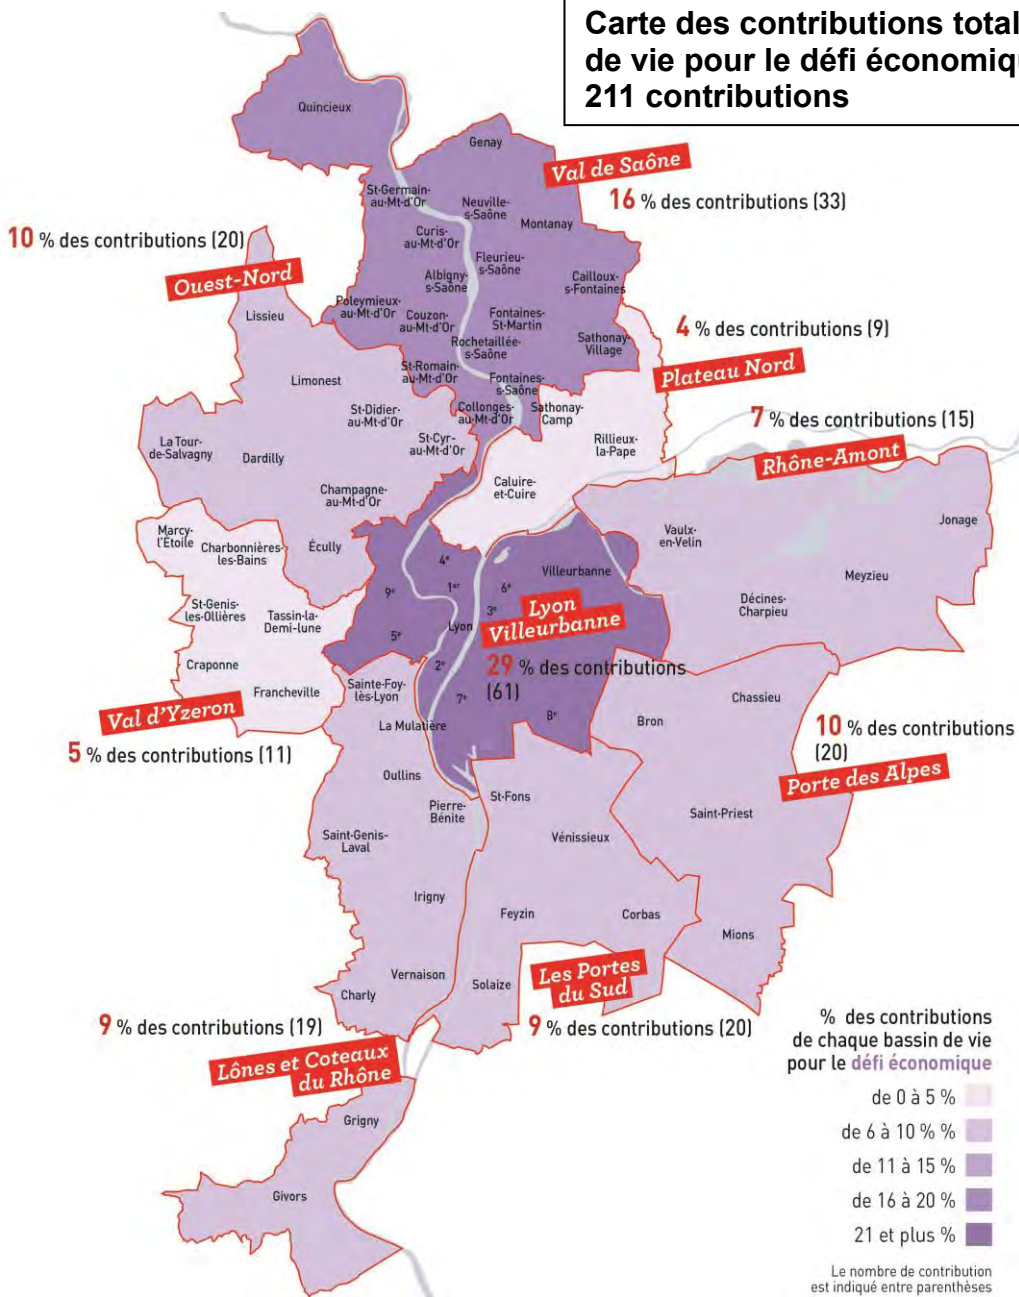 Carte des contributions total
de vie pour le défi économiqu
211 contributions
Quincieux
Genay
Val de Saône
16 % des contributions (33)
St-Germain-
au-Mt-d'Or
Neuville-
s-Saône
Montanay
Curis-
au-Mt-d'Or
Fleurieu-
s-Saône
10 % des contributions (20)
Ouest-Nord
Albigny-
s-Saône
Cailloux-
s-Fontaines
Lissieu
Poleymieux-
au-Mt-d'Or
Couzon-
au-Mt-d'Or
Fontaines-
St-Martin
4 % des contributions (9)
Plateau Nord
Rochetaillée-
s-Saône
Sathonay-
Village
St-Romain-
au-Mt-d'Or
Limonest
Fontaines-
s-Saône
St-Didier-
au-Mt-d'Or
Collonges-
au-Mt-d'Or
Sathonay-
Camp
7 % des contributions (15)
Rhône-Amont
La Tour-
de-Salvagny
Dardilly
St-Cyr-
au-Mt-d'Or
Rillieux-
la-Pape
Champagne-
au-Mt-d'Or
Caluire-
et-Cuire
Marcy-
l'Étoile
Charbonnières-
les-Bains
Écully
Vaulx-
en-Velin
Jonage
4e
Villeurbanne
Meyzieu
9e
1er
6e
3e
Décines-
Charpieu
St-Genis-
les-Ollières
Tassin-la-
Demi-lune
5e
Lyon
Lyon
Villeurbanne
29 % des contributions
(61)
Craponne
2e
Francheville
Sainte-Foy-
lès-Lyon
7e
8e
Chassieu
Val d'Yzeron
5 % des contributions (11)
La Mulatière
Bron
10 % des contributions
(20)
Porte des Alpes
Oullins
Pierre-
Bénite
St-Fons
Saint-Priest
Saint-Genis-
Laval
Vénissieux
Irigny
Feyzin
Corbas
Mions
Vernaison
Solaize
Les Portes
du Sud
Charly
9 % des contributions (19)
9 % des contributions (20)
Lônes et Coteaux
du Rhône
Grigny
Givors
% des contributions
de chaque bassin de vie
pour le défi économique
de 0 à 5 %
de 6 à 10 % %
de 11 à 15 %
de 16 à 20 %
21 et plus %
Le nombre de contribution
est indiqué entre parenthèses